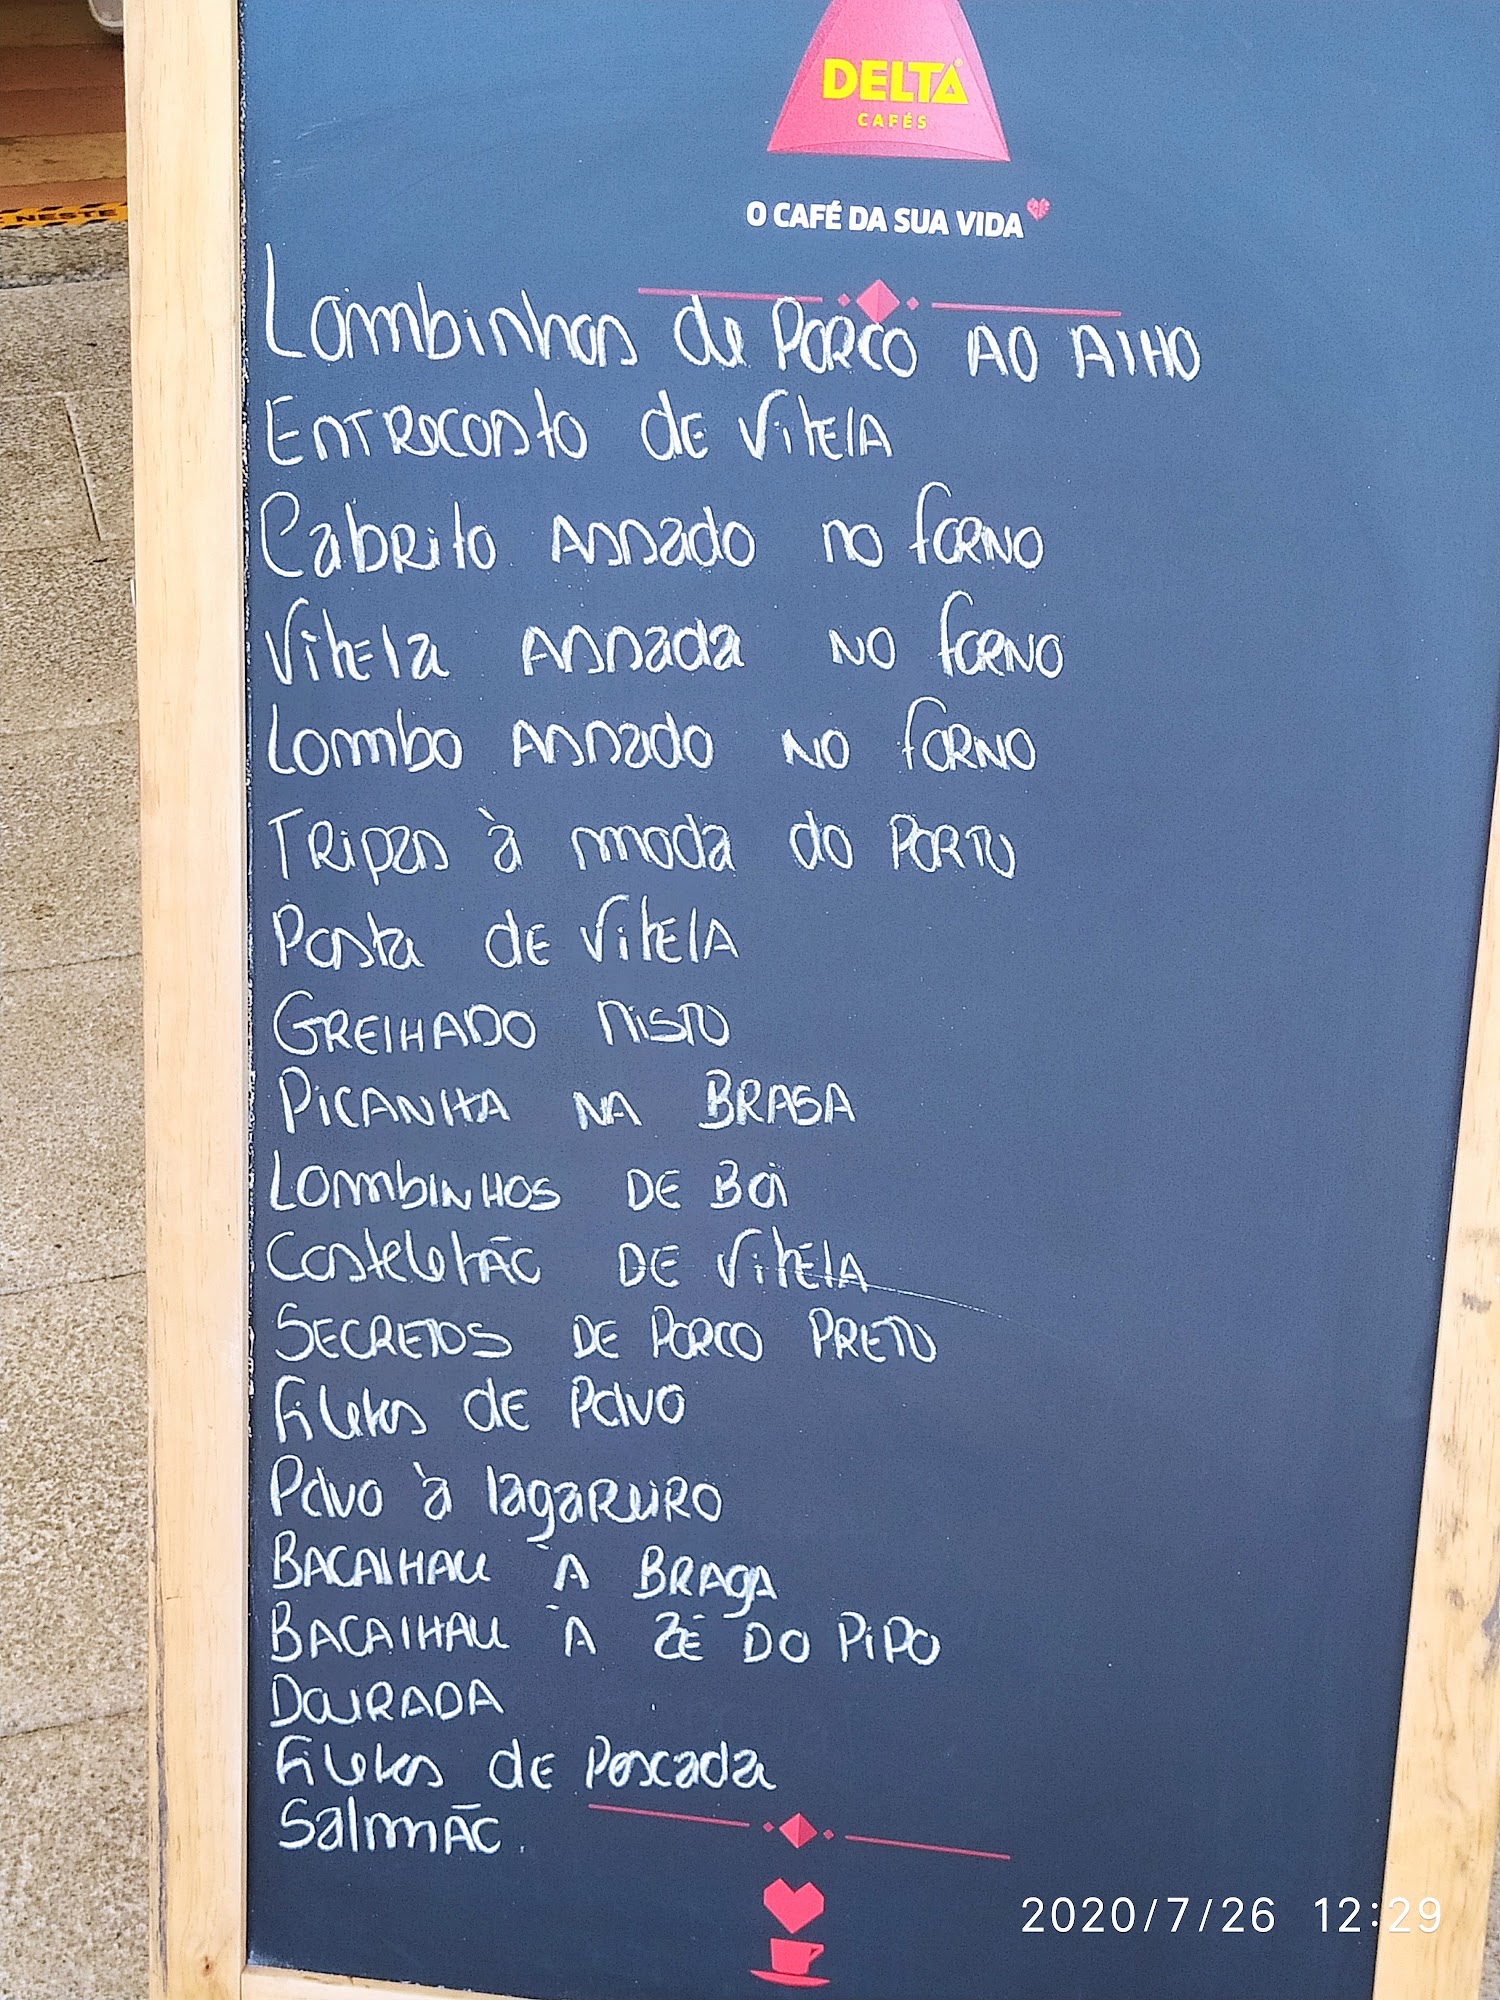 DELTA
CAFÉS
O CAFÉ DA SUA VIDA
E NESTE
Lombinhos de PORCO AO AlHO
ENTRECOSto dE VitElA
Cabrito Assado no forno
Vitela Assada no forno
Lombo Assado no forno
Tripas à moda do PORTO
Posta dE VitElA
GRElHADO MISTO
PICANHA NA BRASA
LOmbINHOS DE BOi
CosteletãO DE VitElA
SECRETOS DE PORCO PRETO
Filetes dE Polvo
Polvo à lagareiro
BACAlHAU À BRAGA
BACAlHAU À ZÉ DO PIPO
DOURADA
Filetes dE Pescada
SalmãO.
2020/7/26 12:29